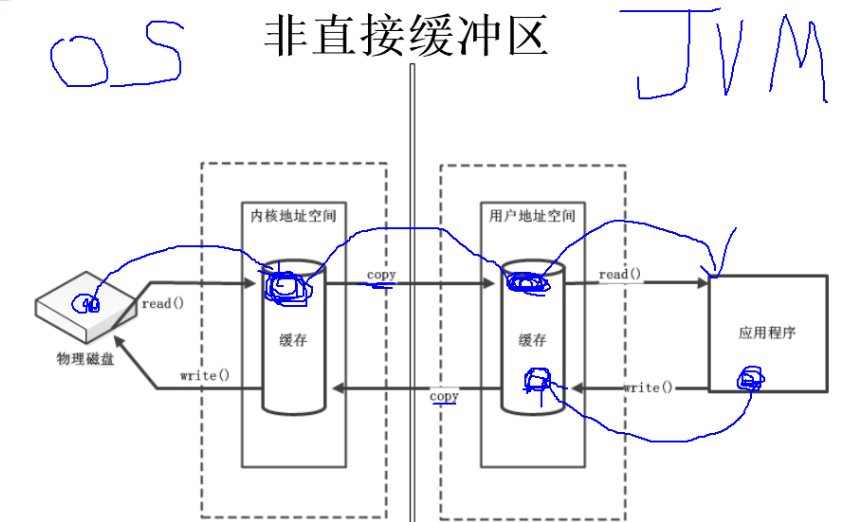 OS
非直接缓冲区
JVM
内核地址空间
用户地址空间
copy
read()
read()
缓存
缓存
应用程序
物理磁盘
write()
copy
write()